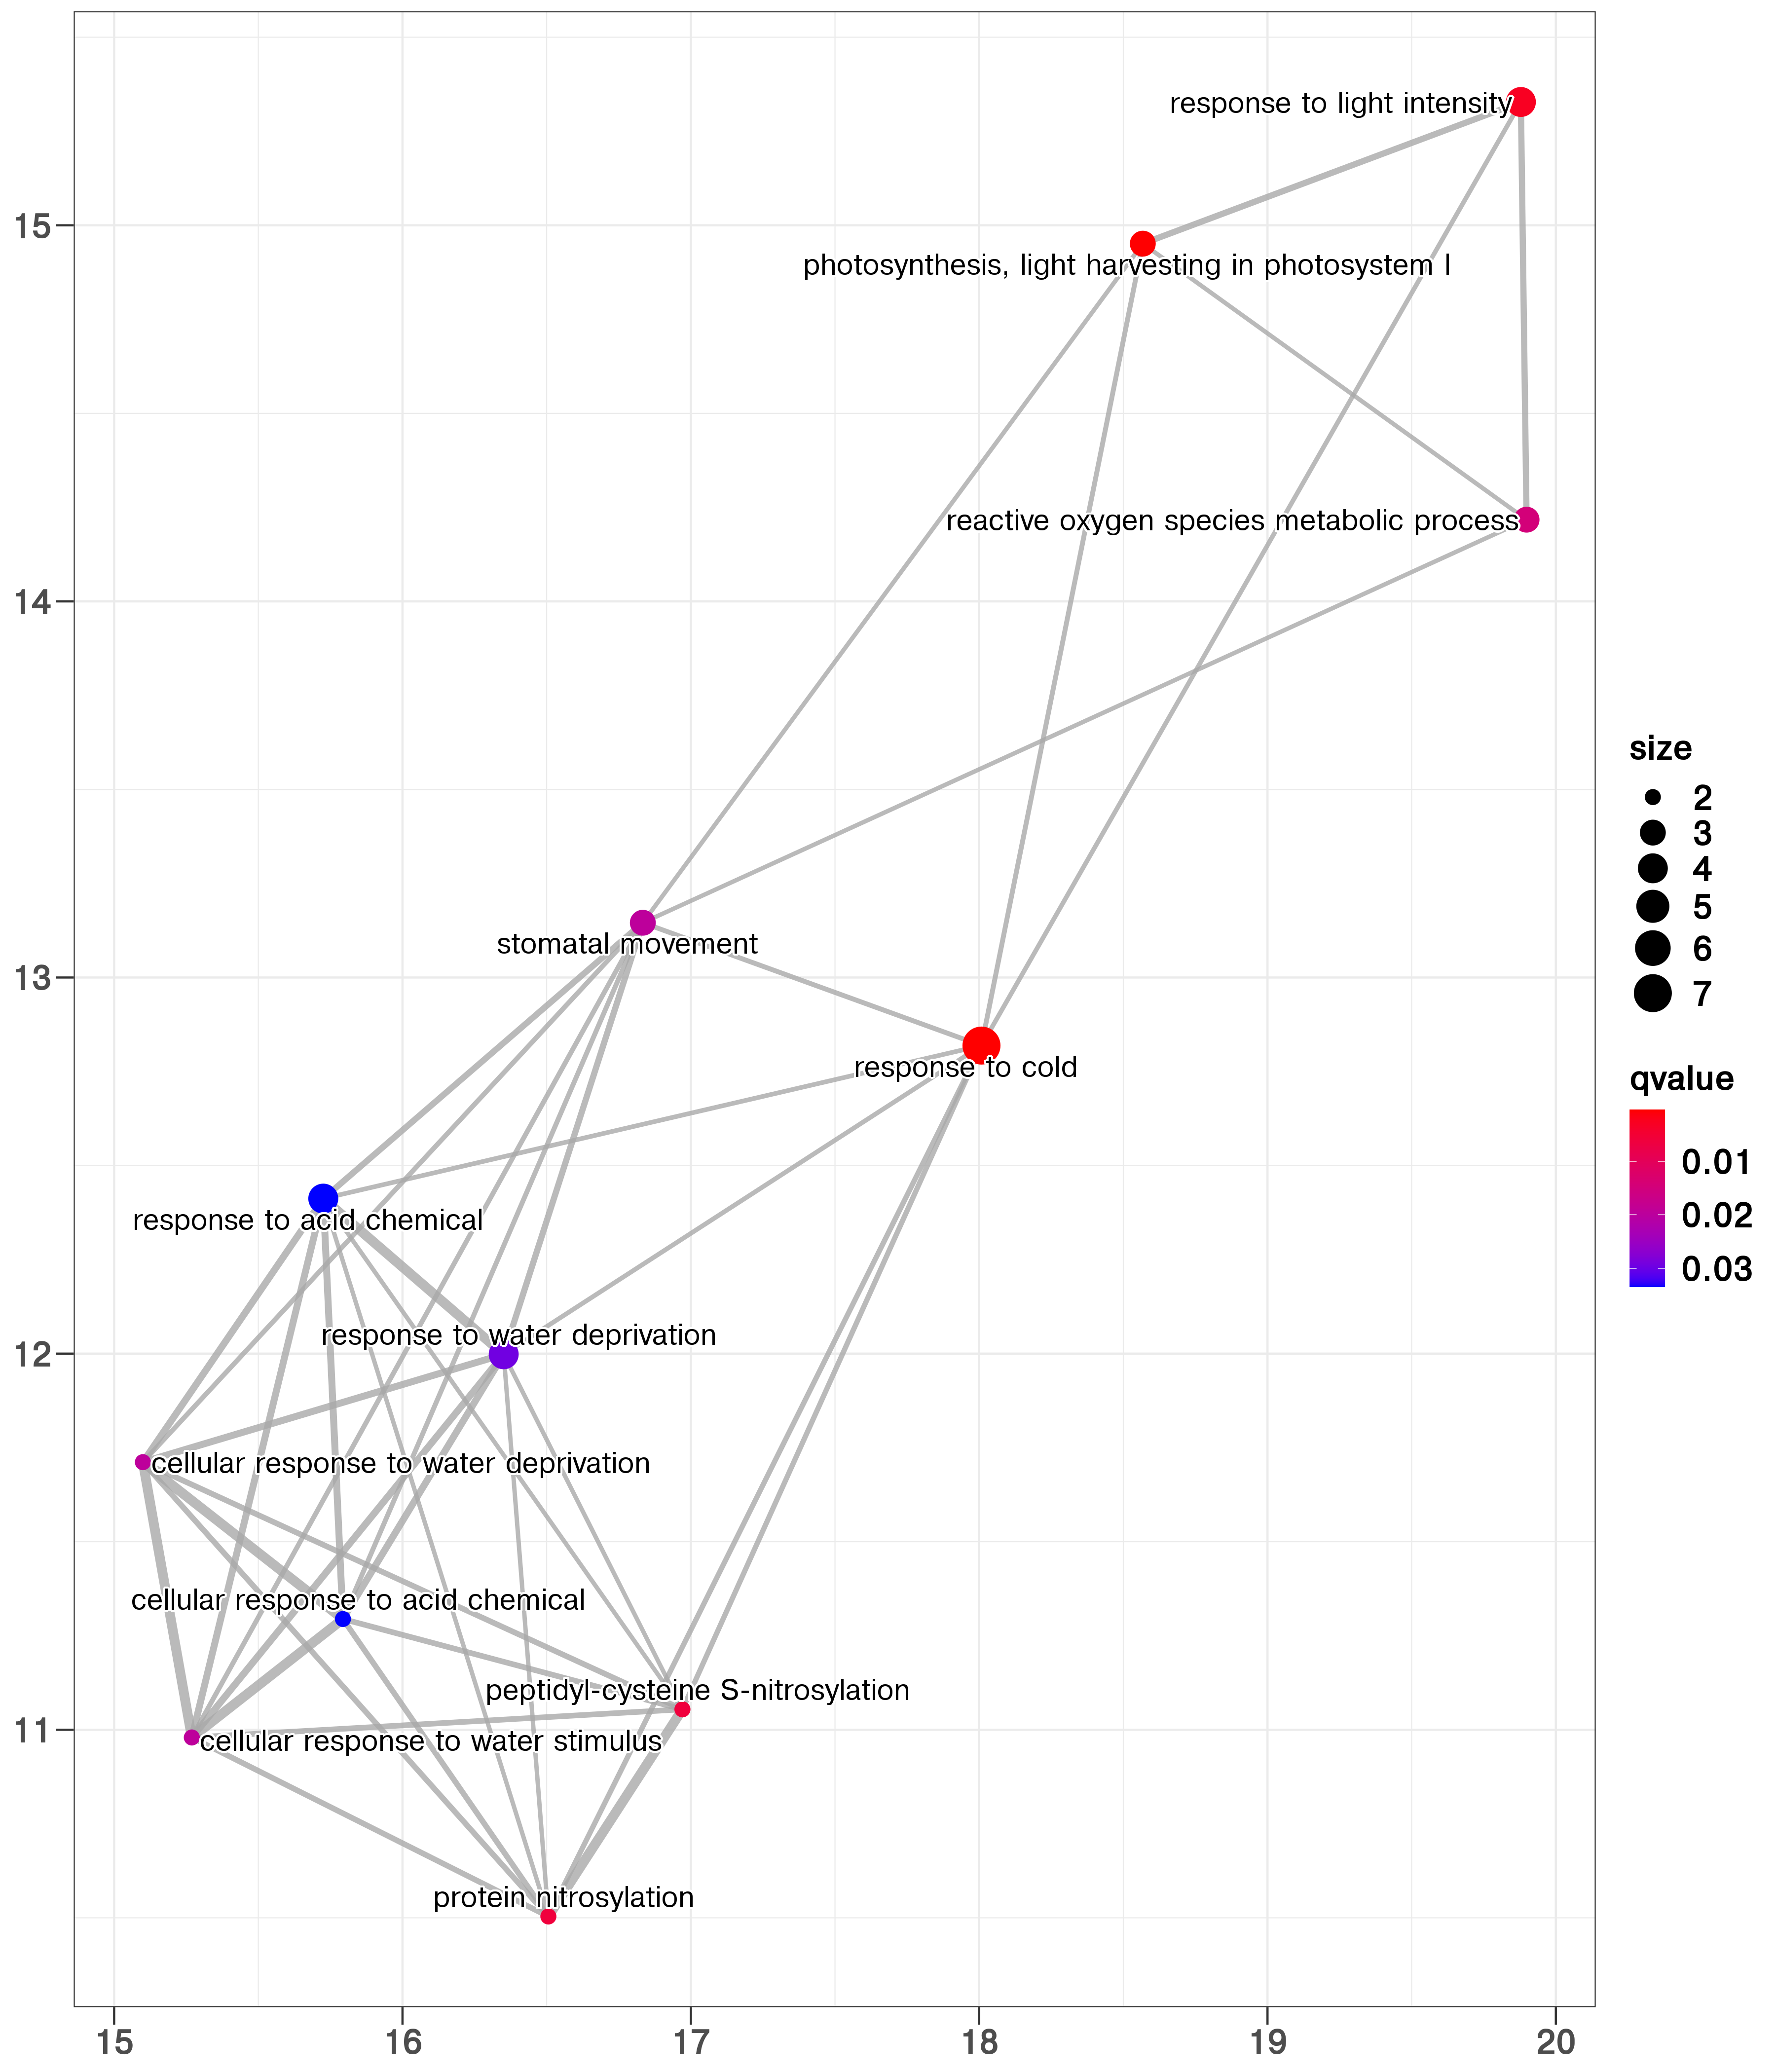 response to light intensity
15
photosynthesis, light harvesting in photosystem I
reactive oxygen species metabolic process
14
stomatal movement
13
response to cold
response to acid chemical
response to water deprivation
12
cellular response to water deprivation
cellular response to acid chemical
peptidyl-cysteine S-nitrosylation
11
cellular response to water stimulus
protein nitrosylation
15 16 17 18 19 20
size
2
3
4
5
6
7
qvalue
0.01
0.02
0.03